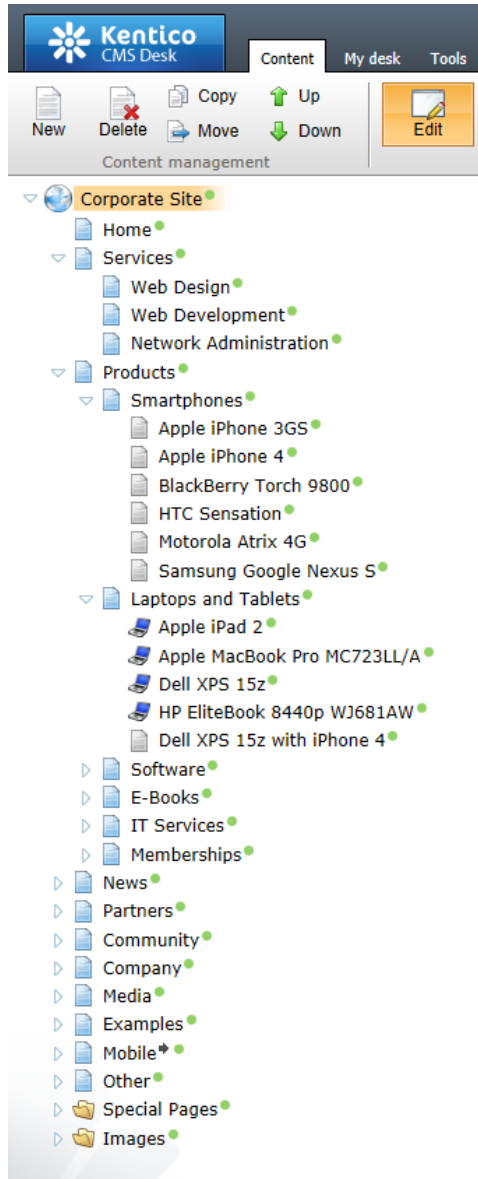 Kentico
CMS Desk
Content My desk Tools
New Delete Copy Up Edit
Move Down
Content management
Corporate Site
Home
Services
Web Design
Web Development
Network Administration
Products
Smartphones
Apple iPhone 3GS
Apple iPhone 4
BlackBerry Torch 9800
HTC Sensation
Motorola Atrix 4G
Samsung Google Nexus S
Laptops and Tablets
Apple iPad 2
Apple MacBook Pro MC723LL/A
Dell XPS 15z
HP EliteBook 8440p WJ681AW
Dell XPS 15z with iPhone 4
Software
E-Books
IT Services
Memberships
News
Partners
Community
Company
Media
Examples
Mobile
Other
Special Pages
Images